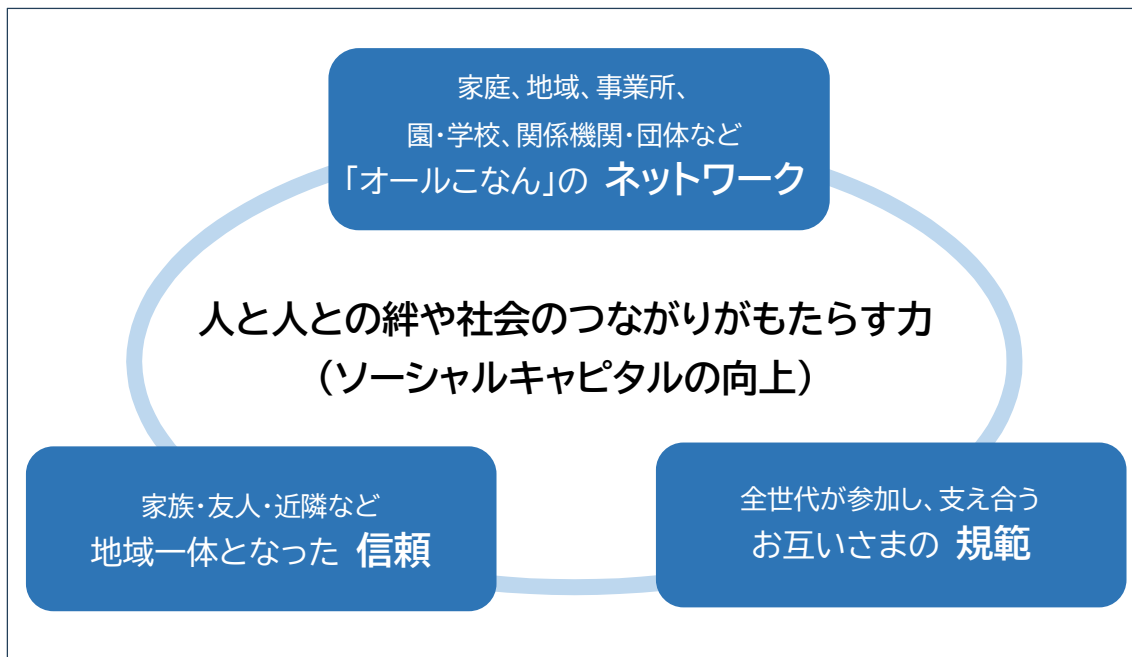 家庭、地域、事業所、
園・学校、関係機関・団体など
「オールこなん」の ネットワーク
人と人との絆や社会のつながりがもたらす力
（ソーシャルキャピタルの向上）
家族・友人・近隣など
地域一体となった 信頼
全世代が参加し、支え合う
お互いさまの 規範